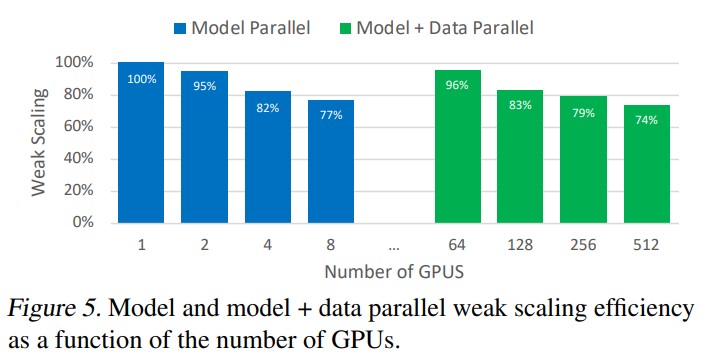 Model Parallel Model + Data Parallel
100%
80%
60%
40%
20%
0%
Weak Scaling
100% 95% 82% 77% 96% 83% 79% 74%
1 2 4 8 ... 64 128 256 512
Number of GPUS
Figure 5. Model and model + data parallel weak scaling efficiency
as a function of the number of GPUs.